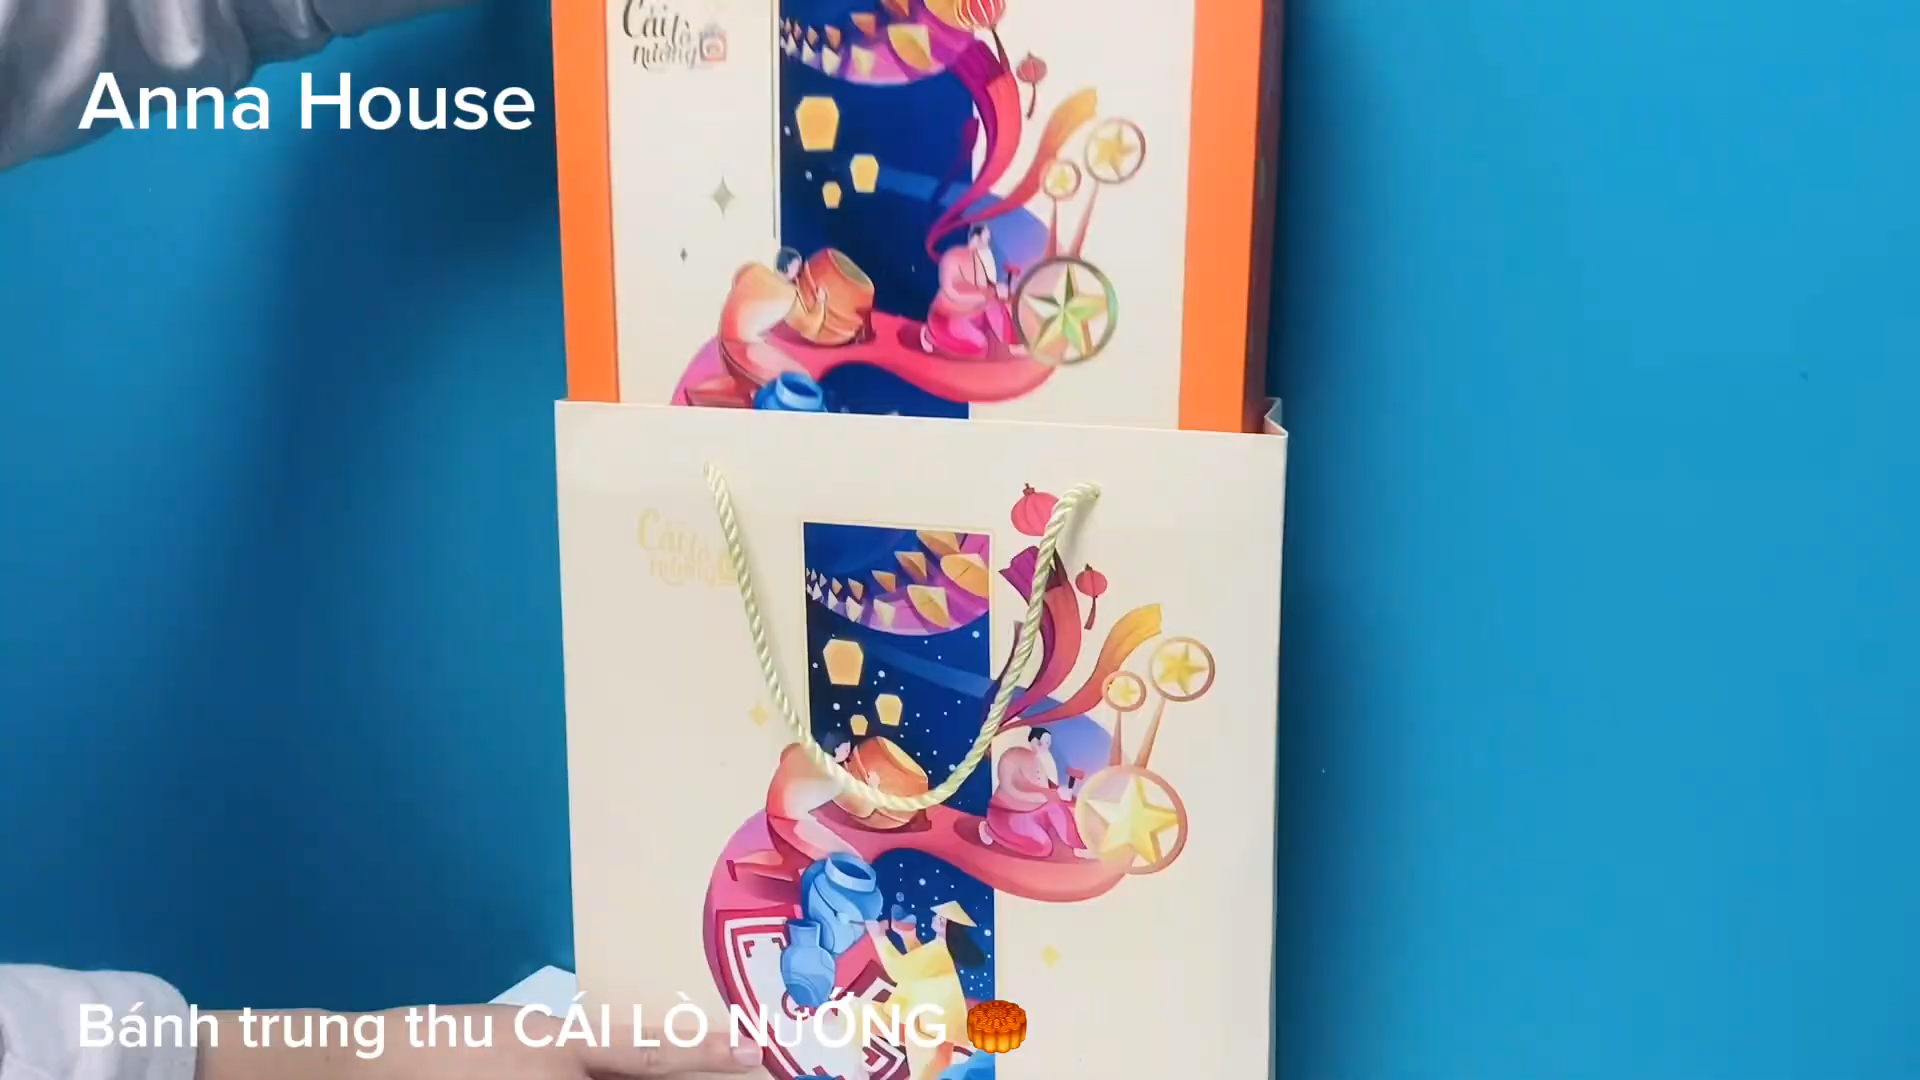 Cái lò
nướng
Anna House
Cái lò
nướng
Bánh trung thu CÁI LÒ NưỚNG